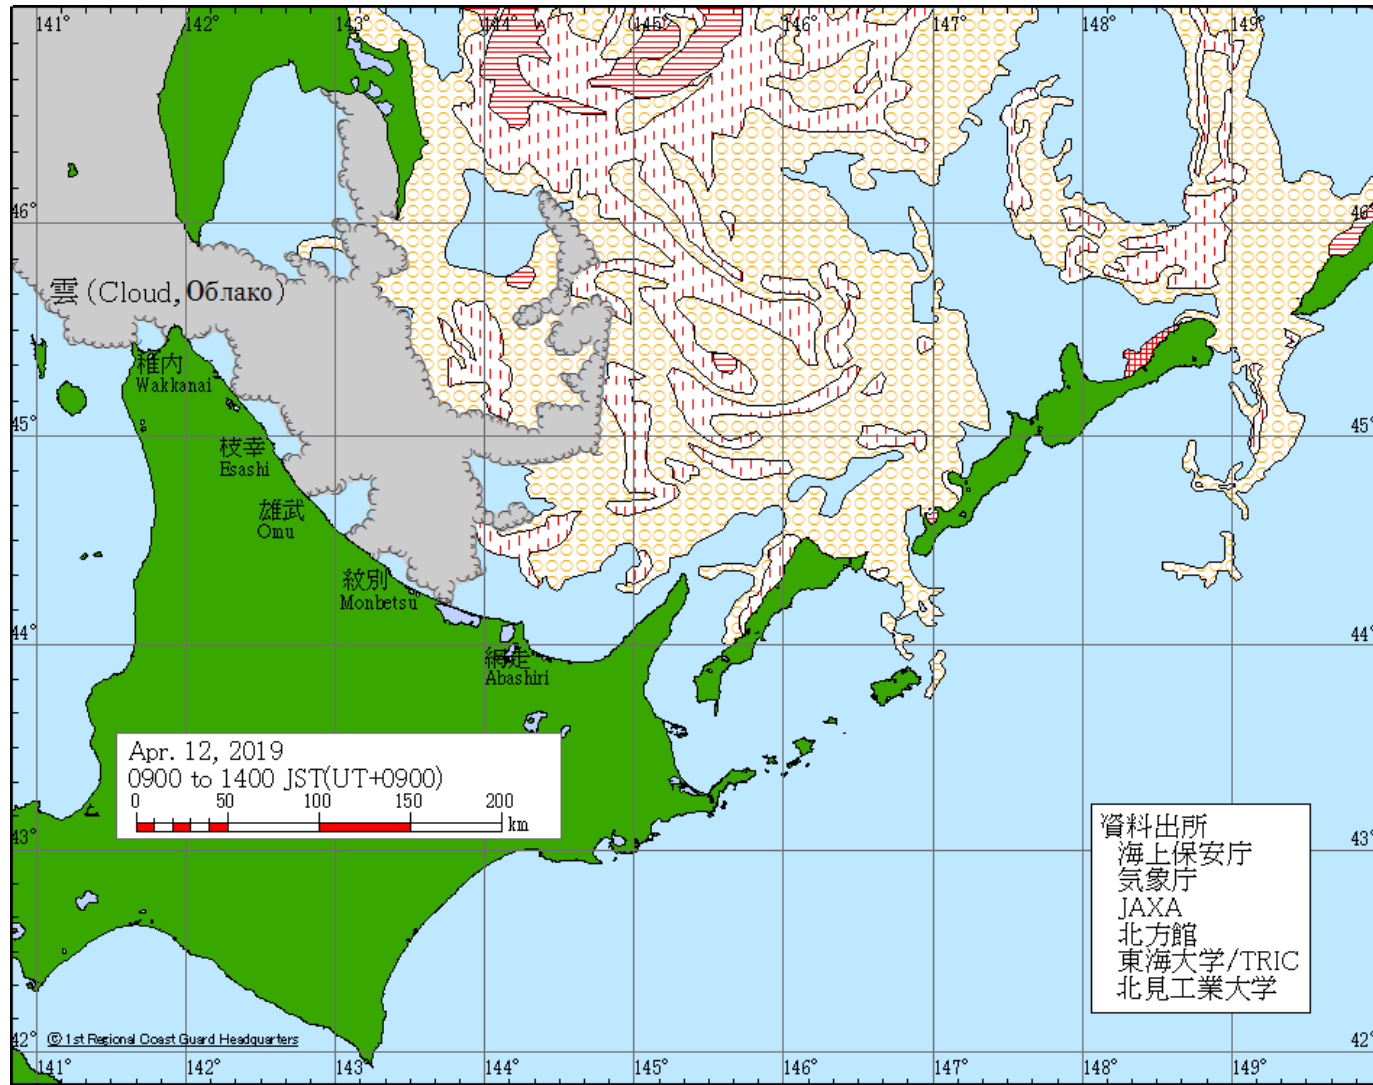 141° 142° 143° 144° 145° 146° 147° 148° 149°
46° 46°
雲 (Cloud, Облако)
稚内
Wakkanai
45° 45°
枝幸
Esashi
雄武
Omu
紋別
Monbetsu
44° 44°
網走
Abashiri
Apr. 12, 2019
0900 to 1400 JST(UT+0900)
0 50 100 150 200
km
43° 43°
資料出所
海上保安庁
気象庁
JAXA
北方館
東海大学/TRIC
北見工業大学
42° 42°
© 1st Regional Coast Guard Headquarters
141° 142° 143° 144° 145° 146° 147° 148° 149°